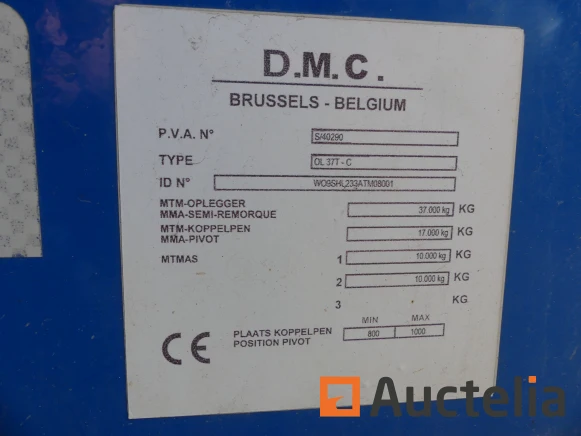 D.M.C.
BRUSSELS - BELGIUM
P.V.A. N° S/40290
TYPE OL 37T - C
ID N° WO9SHL233ATM08001
MTM-OPLEGGER
MMA-SEMI-REMORQUE 37.000 kg KG
MTM-KOPPELPEN
MMA-PIVOT 17.000 kg KG
MTMAS 1 10.000 kg KG
2 10.000 kg KG
3 KG
MIN MAX
PLAATS KOPPELPEN
POSITION PIVOT 800 1000
CE
Auctelia